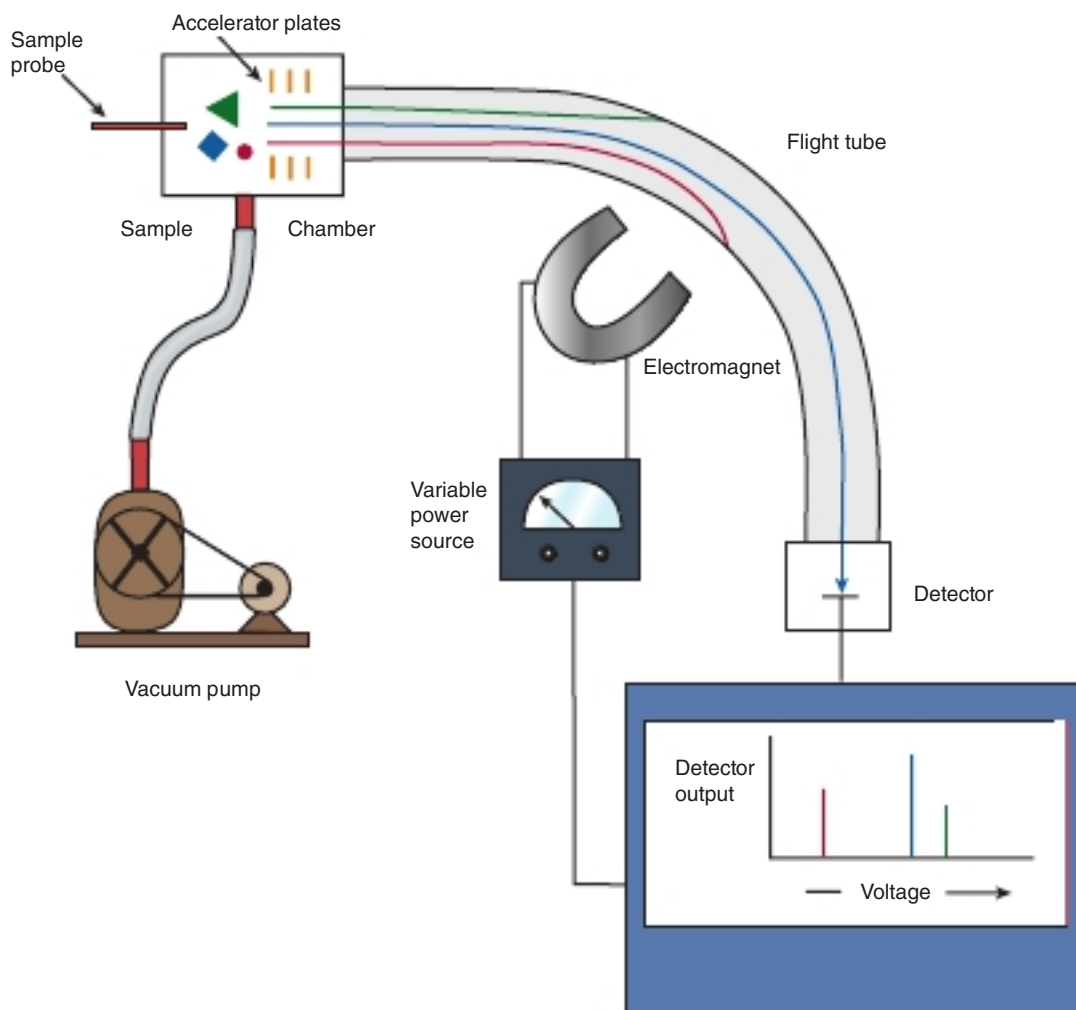 Accelerator plates
Sample
probe
Flight tube
Sample
Chamber
Electromagnet
Variable
power
source
Detector
Vacuum pump
Detector
output
Voltage